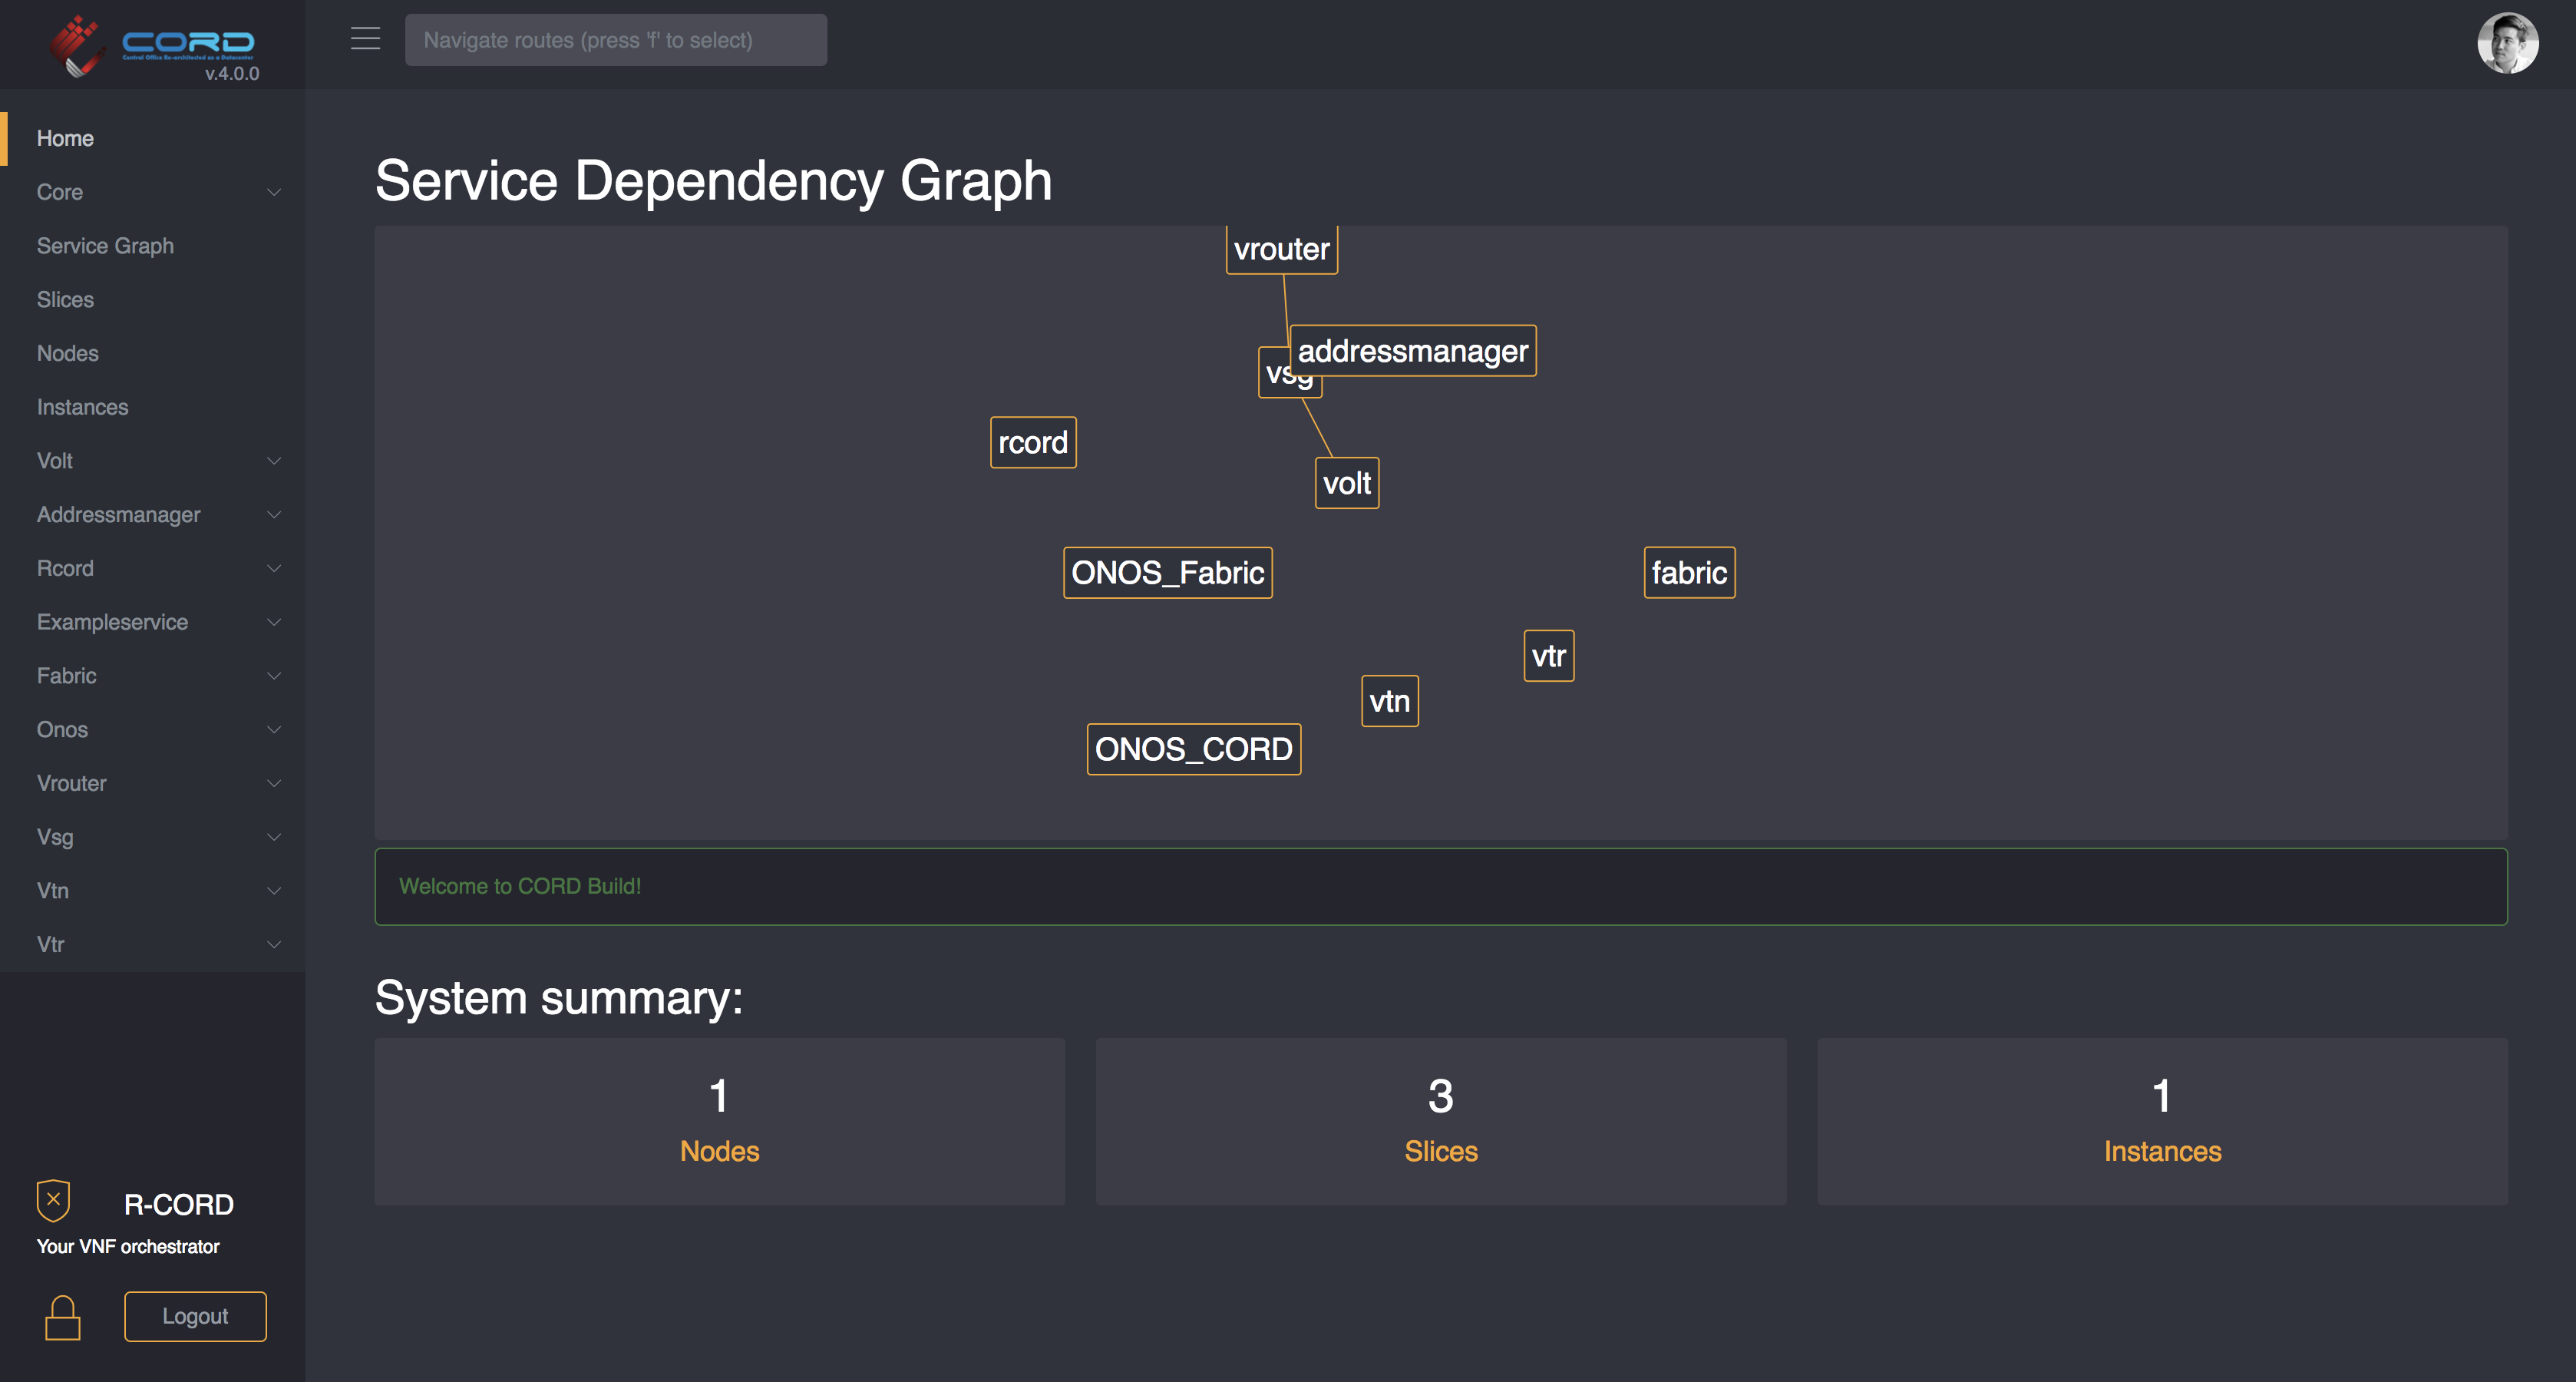 CORD
Central Office Re-architected as a Datacenter
v.4.0.0
Navigate routes (press 'f' to select)
Home
Core
Service Graph
Slices
Nodes
Instances
Volt
Addressmanager
Rcord
Exampleservice
Fabric
Onos
Vrouter
Vsg
Vtn
Vtr
R-CORD
Your VNF orchestrator
Logout
Service Dependency Graph
vrouter
addressmanager
vsg
rcord
volt
ONOS_Fabric
fabric
vtr
vtn
ONOS_CORD
Welcome to CORD Build!
System summary:
1
Nodes
3
Slices
1
Instances